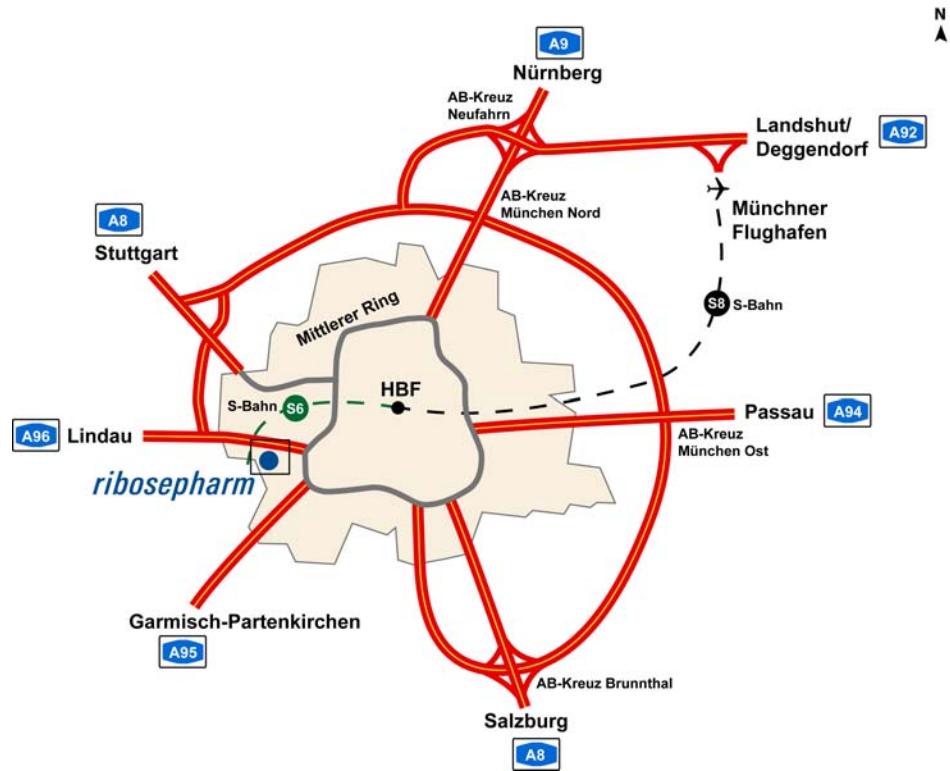 N
A9
Nürnberg
AB-Kreuz
Neufahrn
Landshut/
Deggendorf
A92
AB-Kreuz
München Nord
Münchner
Flughafen
A8
Stuttgart
S8
S-Bahn
Mittlerer Ring
HBF
S-Bahn
S6
Passau
A94
A96
Lindau
AB-Kreuz
München Ost
ribosepharm
Garmisch-Partenkirchen
A95
AB-Kreuz Brunnthal
Salzburg
A8